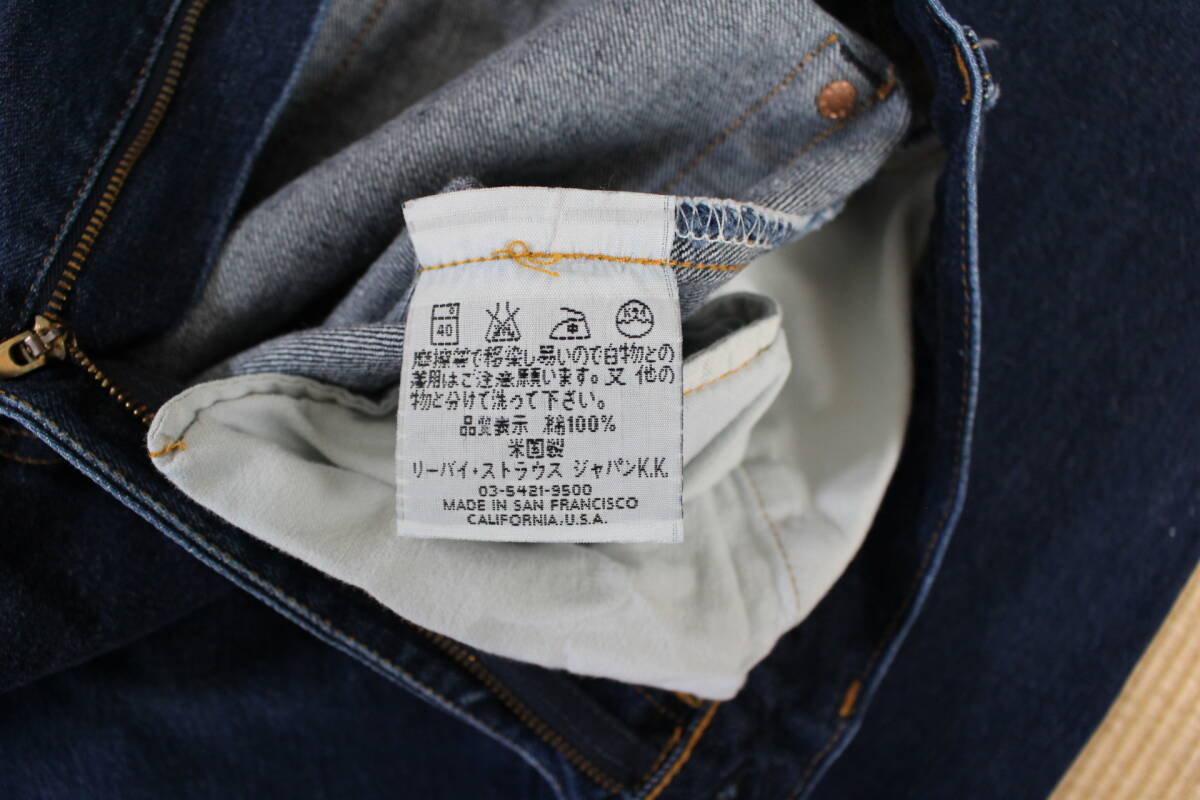 40
中
摩擦等で移染し易いので白物との
着用はご注意願います。又 他の
物と分けて洗って下さい。
品質表示 綿100%
米国製
リーバイ・ストラウス ジャパンK.K.
03-5421-9500
MADE IN SAN FRANCISCO
CALIFORNIA,U.S.A.